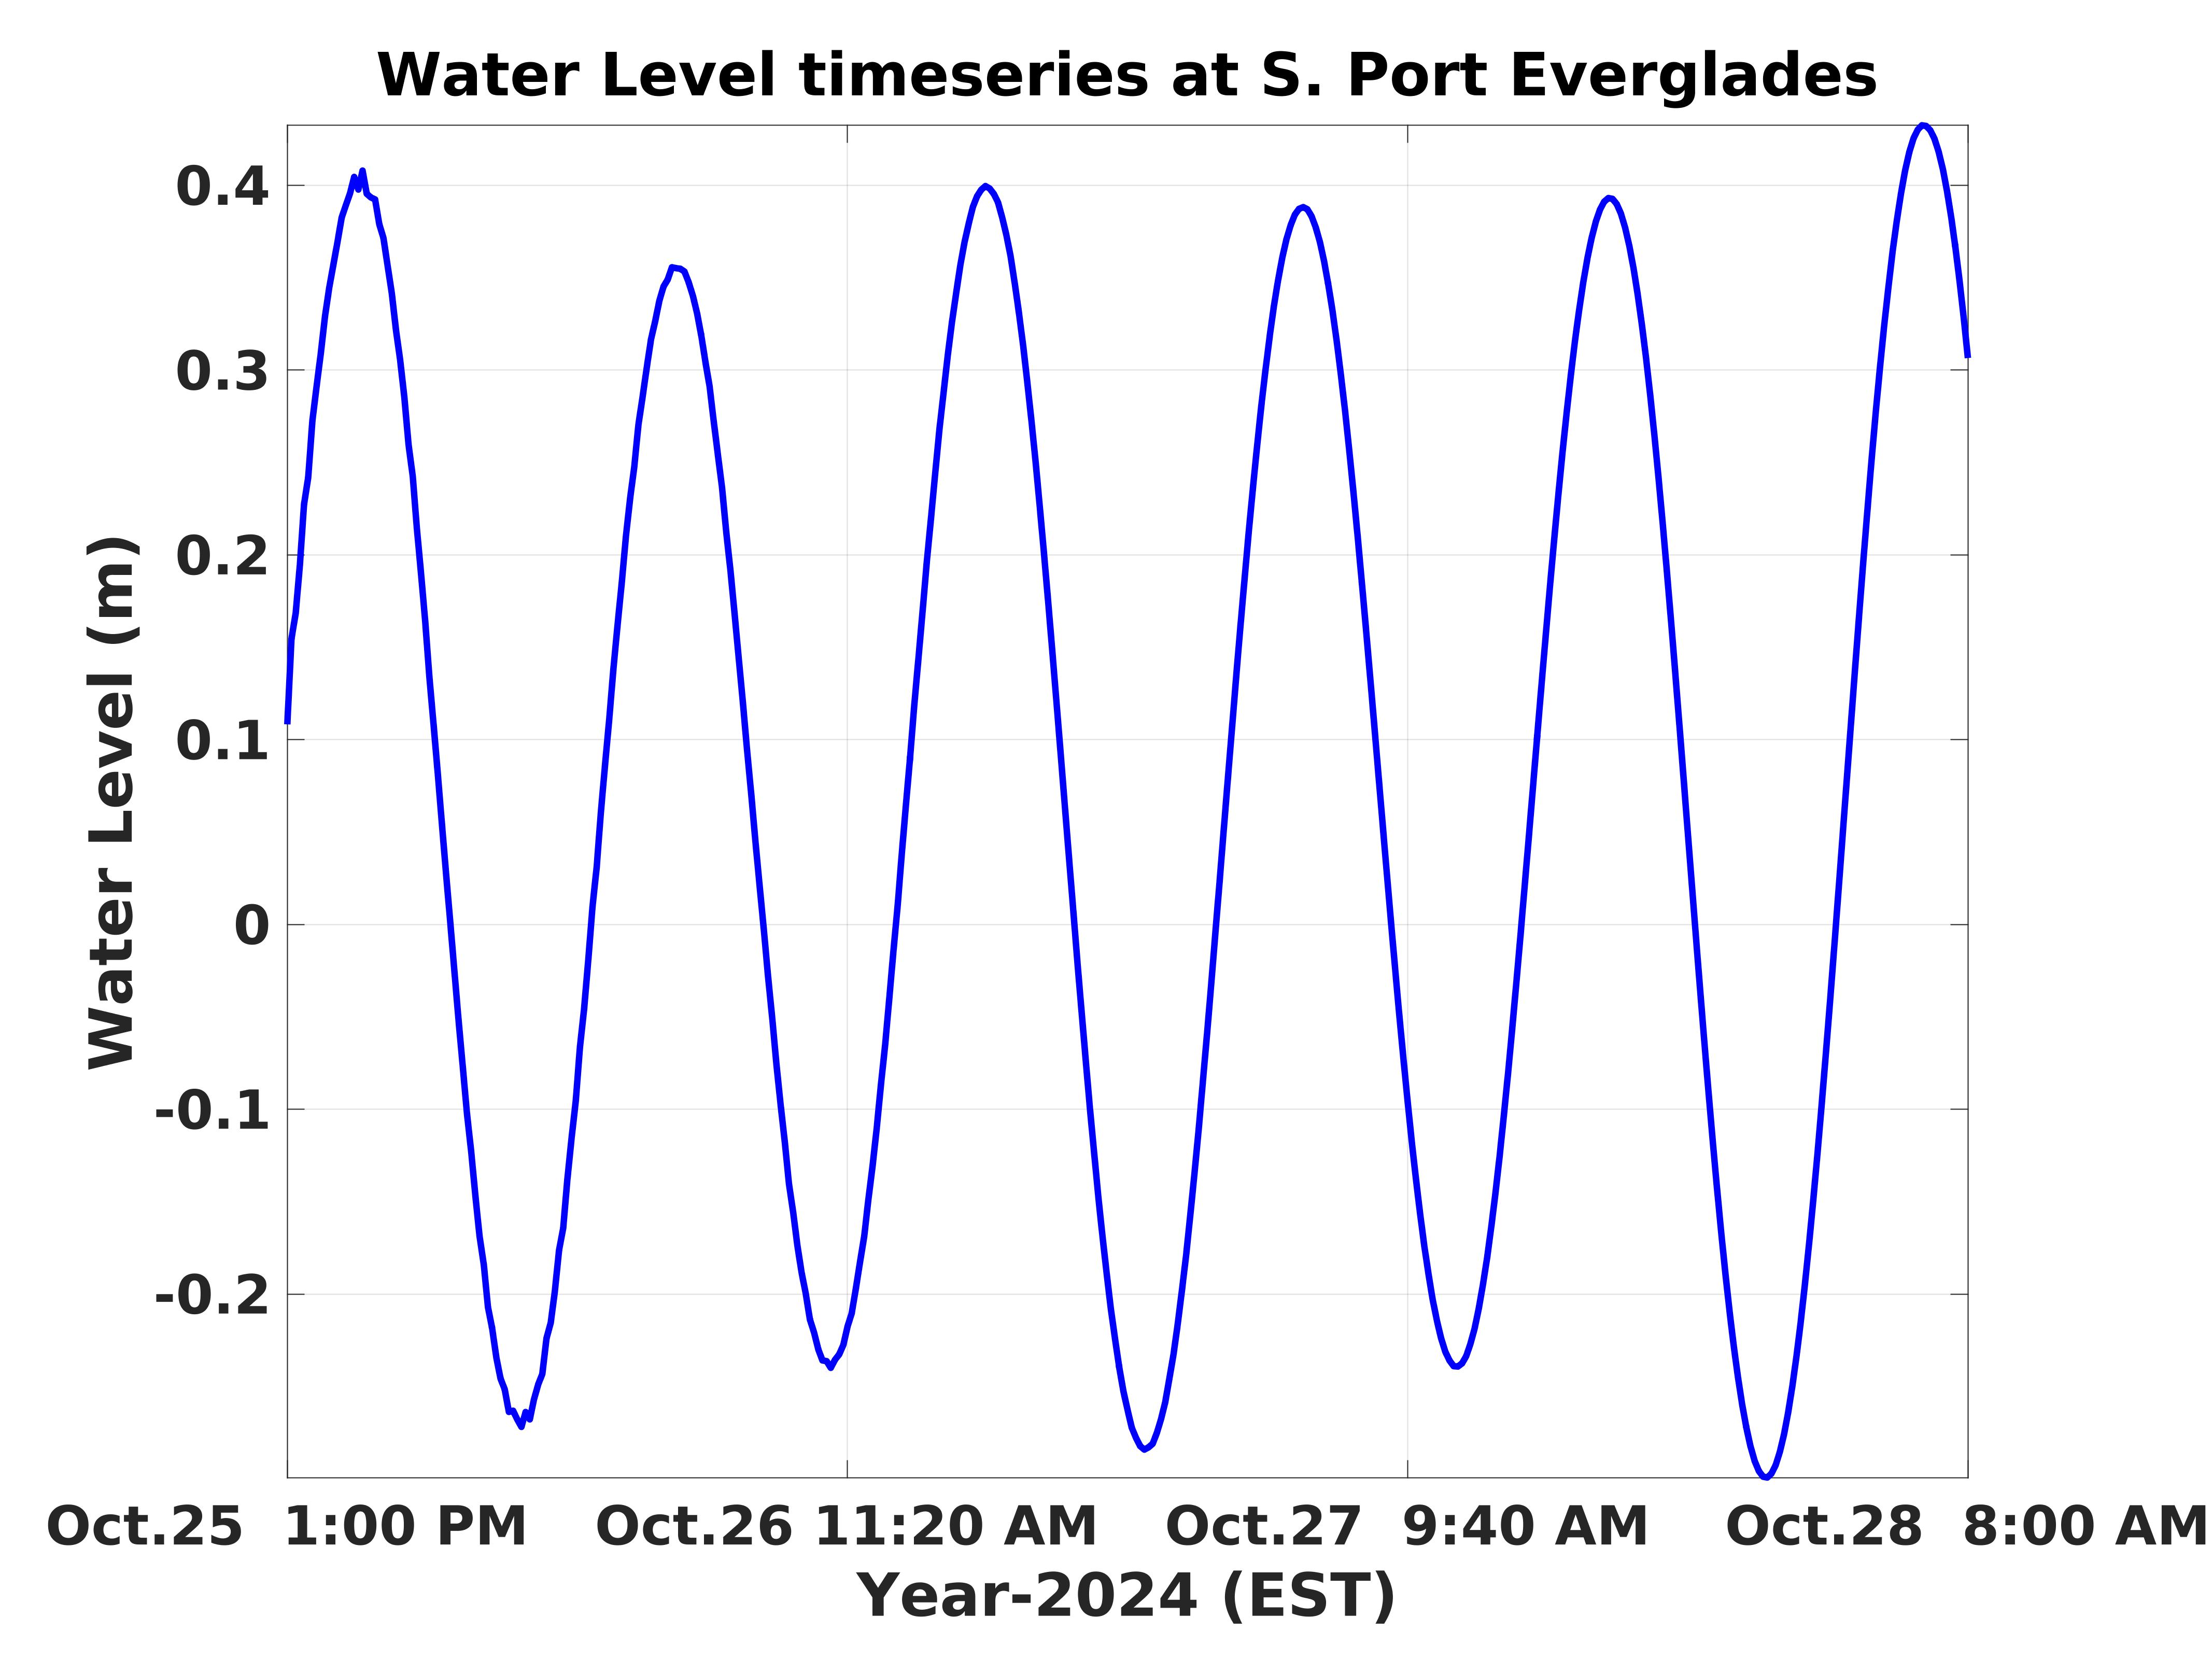 Water Level timeseries at S. Port Everglades
0.4
0.3
0.2
0.1
0
-0.1
-0.2
Water Level (m)
Oct.25 1:00 PM Oct.26 11:20 AM Oct.27 9:40 AM Oct.28 8:00 AM
Year-2024 (EST)